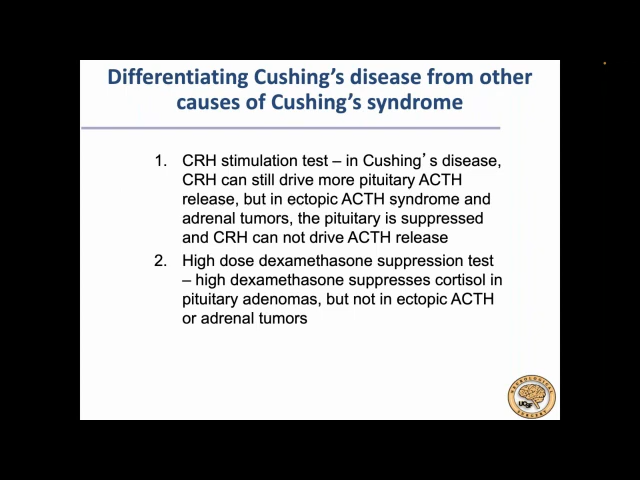 Differentiating Cushing's disease from other
causes of Cushing's syndrome
1. CRH stimulation test – in Cushing's disease,
CRH can still drive more pituitary ACTH
release, but in ectopic ACTH syndrome and
adrenal tumors, the pituitary is suppressed
and CRH can not drive ACTH release
2. High dose dexamethasone suppression test
– high dexamethasone suppresses cortisol in
pituitary adenomas, but not in ectopic ACTH
or adrenal tumors
NEUROLOGICAL
UCSF
SURGERY